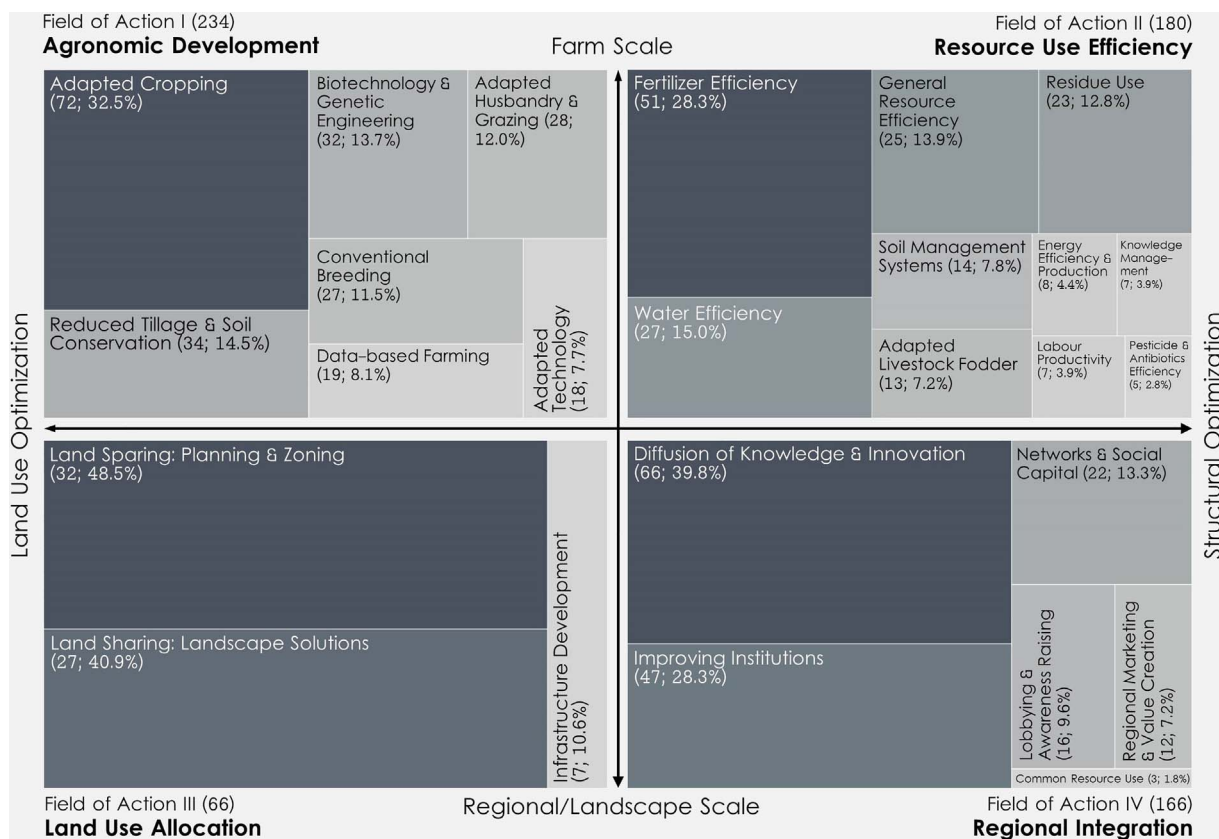 Field of Action I (234)
Agronomic Development
Farm Scale
Field of Action II (180)
Resource Use Efficiency
Adapted Cropping
(72; 32.5%)
Biotechnology &
Genetic
Engineering
(32; 13.7%)
Adapted
Husbandry &
Grazing (28;
12.0%)
Conventional
Breeding
(27; 11.5%)
Reduced Tillage & Soil
Conservation (34; 14.5%)
Data-based Farming
(19; 8.1%)
Adapted
Technology
(18; 7.7%)
Fertilizer Efficiency
(51; 28.3%)
General
Resource
Efficiency
(25; 13.9%)
Residue Use
(23; 12.8%)
Water Efficiency
(27; 15.0%)
Soil Management
Systems (14; 7.8%)
Energy
Efficiency &
Production
(8; 4.4%)
Knowledge
Manage-
ment
(7; 3.9%)
Adapted
Livestock Fodder
(13; 7.2%)
Labour
Productivity
(7; 3.9%)
Pesticide &
Antibiotics
Efficiency
(5; 2.8%)
Land Use Optimization
Structural Optimization
Land Sparing: Planning & Zoning
(32; 48.5%)
Land Sharing: Landscape Solutions
(27; 40.9%)
Infrastructure Development
(7; 10.6%)
Diffusion of Knowledge & Innovation
(66; 39.8%)
Networks & Social
Capital (22; 13.3%)
Improving Institutions
(47; 28.3%)
Lobbying &
Awareness Raising
(16; 9.6%)
Regional Marketing
& Value Creation
(12; 7.2%)
Common Resource Use (3; 1.8%)
Field of Action III (66)
Land Use Allocation
Regional/Landscape Scale
Field of Action IV (166)
Regional Integration